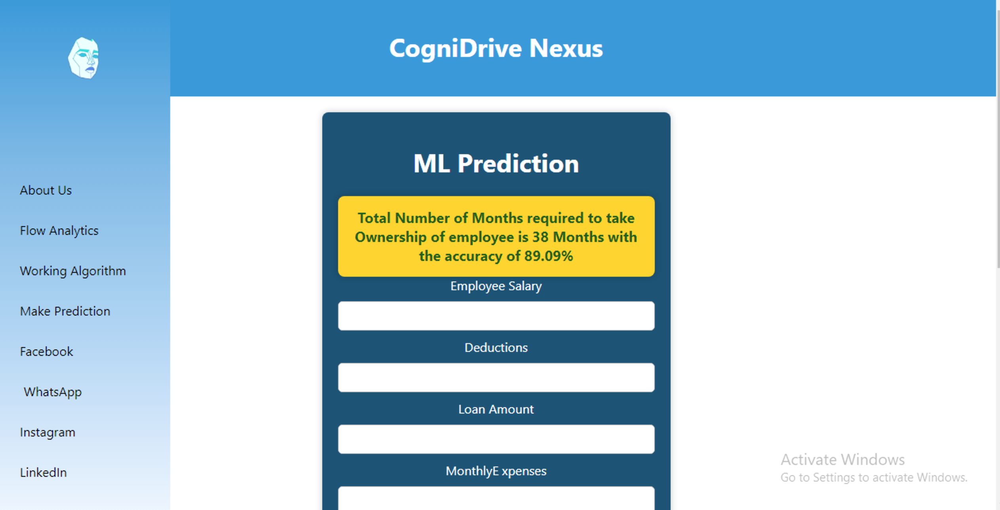 CogniDrive Nexus
About Us
Flow Analytics
Working Algorithm
Make Prediction
Facebook
WhatsApp
Instagram
LinkedIn
ML Prediction
Total Number of Months required to take
Ownership of employee is 38 Months with
the accuracy of 89.09%
Employee Salary
Deductions
Loan Amount
MonthlyE xpenses
Activate Windows
Go to Settings to activate Windows.